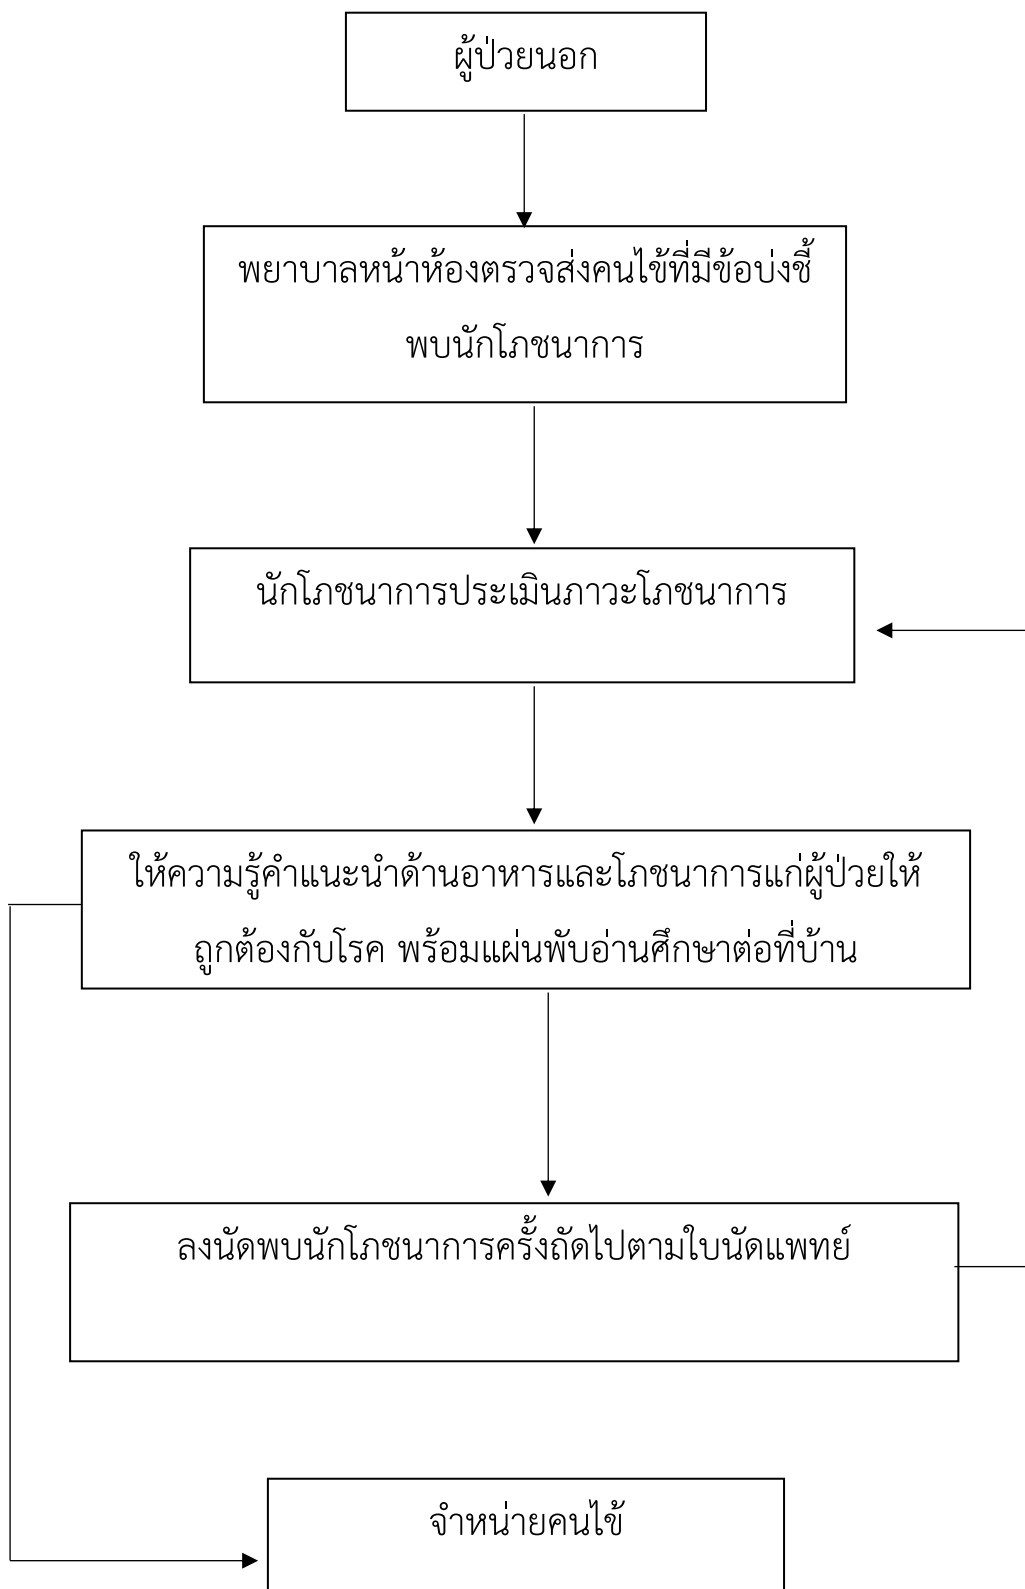 ผู้ป่วยนอก
พยาบาลหน้าห้องตรวจส่งคนไข้ที่มีข้อบ่งชี้
พบนักโภชนาการ
นักโภชนาการประเมินภาวะโภชนาการ
ให้ความรู้คำแนะนำด้านอาหารและโภชนาการแก่ผู้ป่วยให้
ถูกต้องกับโรค พร้อมแผ่นพับอ่านศึกษาต่อที่บ้าน
ลงนัดพบนักโภชนาการครั้งถัดไปตามใบนัดแพทย์
จำหน่ายคนไข้